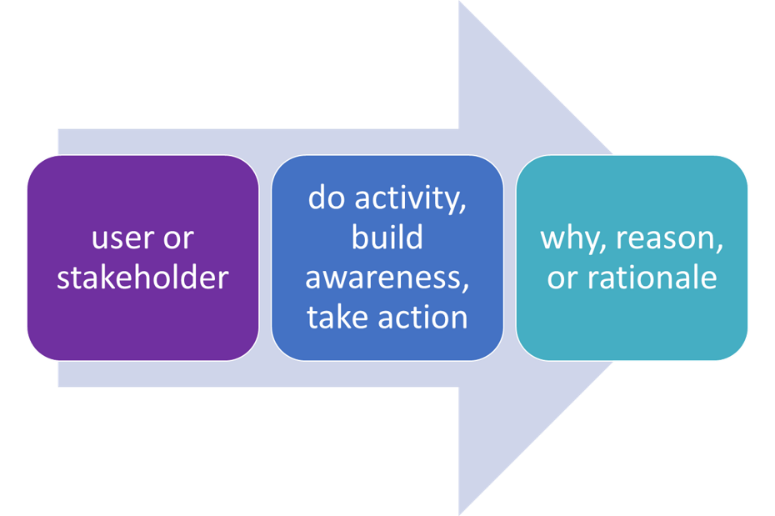 user or
stakeholder
do activity,
build
awareness,
take action
why, reason,
or rationale